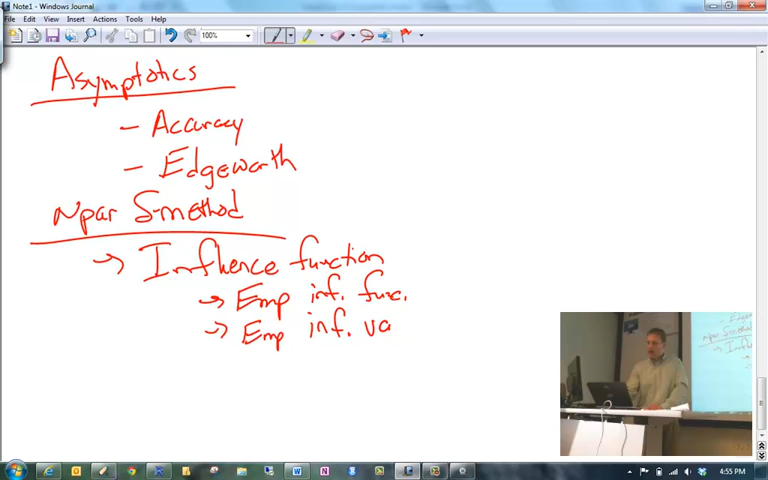 Note1 - Windows Journal
File Edit View Insert Actions Tools Help
100%
Asymptotics
- Accuracy
- Edgeworth
Npar S-method
→ Influence function
→ Emp inf. func.
→ Emp inf. va
4:55 PM